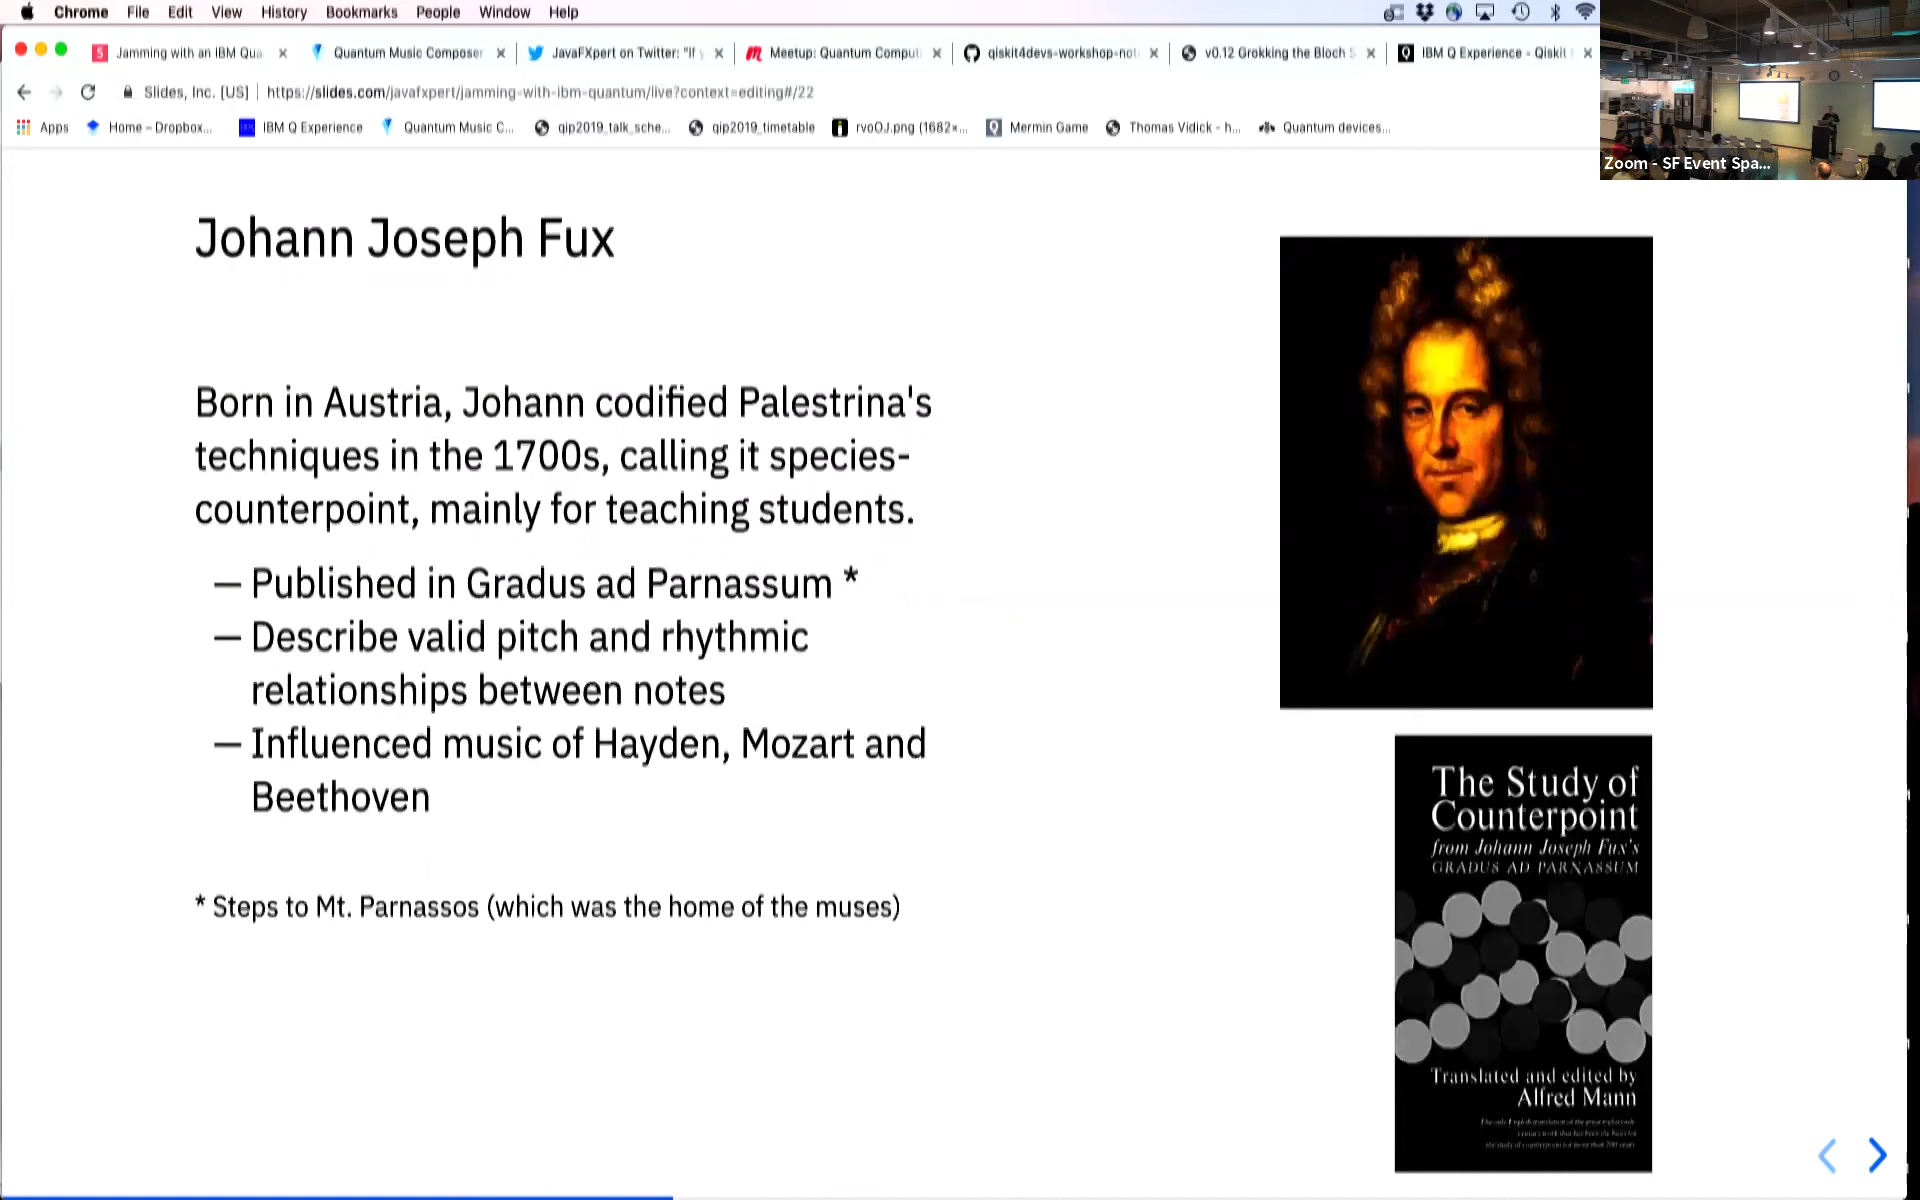 Chrome File Edit View History Bookmarks People Window Help
Jamming with an IBM Qua
Quantum Music Composer
JavaFXpert on Twitter: "If y
Meetup: Quantum Comput
qiskit4devs-workshop-not
v0.12 Grokking the Bloch S
IBM Q Experience - Qiskit
Slides, Inc. [US] | https://slides.com/javafxpert/jamming-with-ibm-quantum/live?context=editing#/22
Apps Home – Dropbox... IBM Q Experience Quantum Music C... qip2019_talk_sche... qip2019_timetable rvoOJ.png (1682×... Mermin Game Thomas Vidick - h... Quantum devices...
Zoom - SF Event Spa...
Johann Joseph Fux
Born in Austria, Johann codified Palestrina's
techniques in the 1700s, calling it species-
counterpoint, mainly for teaching students.
— Published in Gradus ad Parnassum *
— Describe valid pitch and rhythmic
relationships between notes
— Influenced music of Hayden, Mozart and
Beethoven
* Steps to Mt. Parnassos (which was the home of the muses)
The Study of
Counterpoint
from Johann Joseph Fux's
GRADUS AD PARNASSUM
Translated and edited by
Alfred Mann